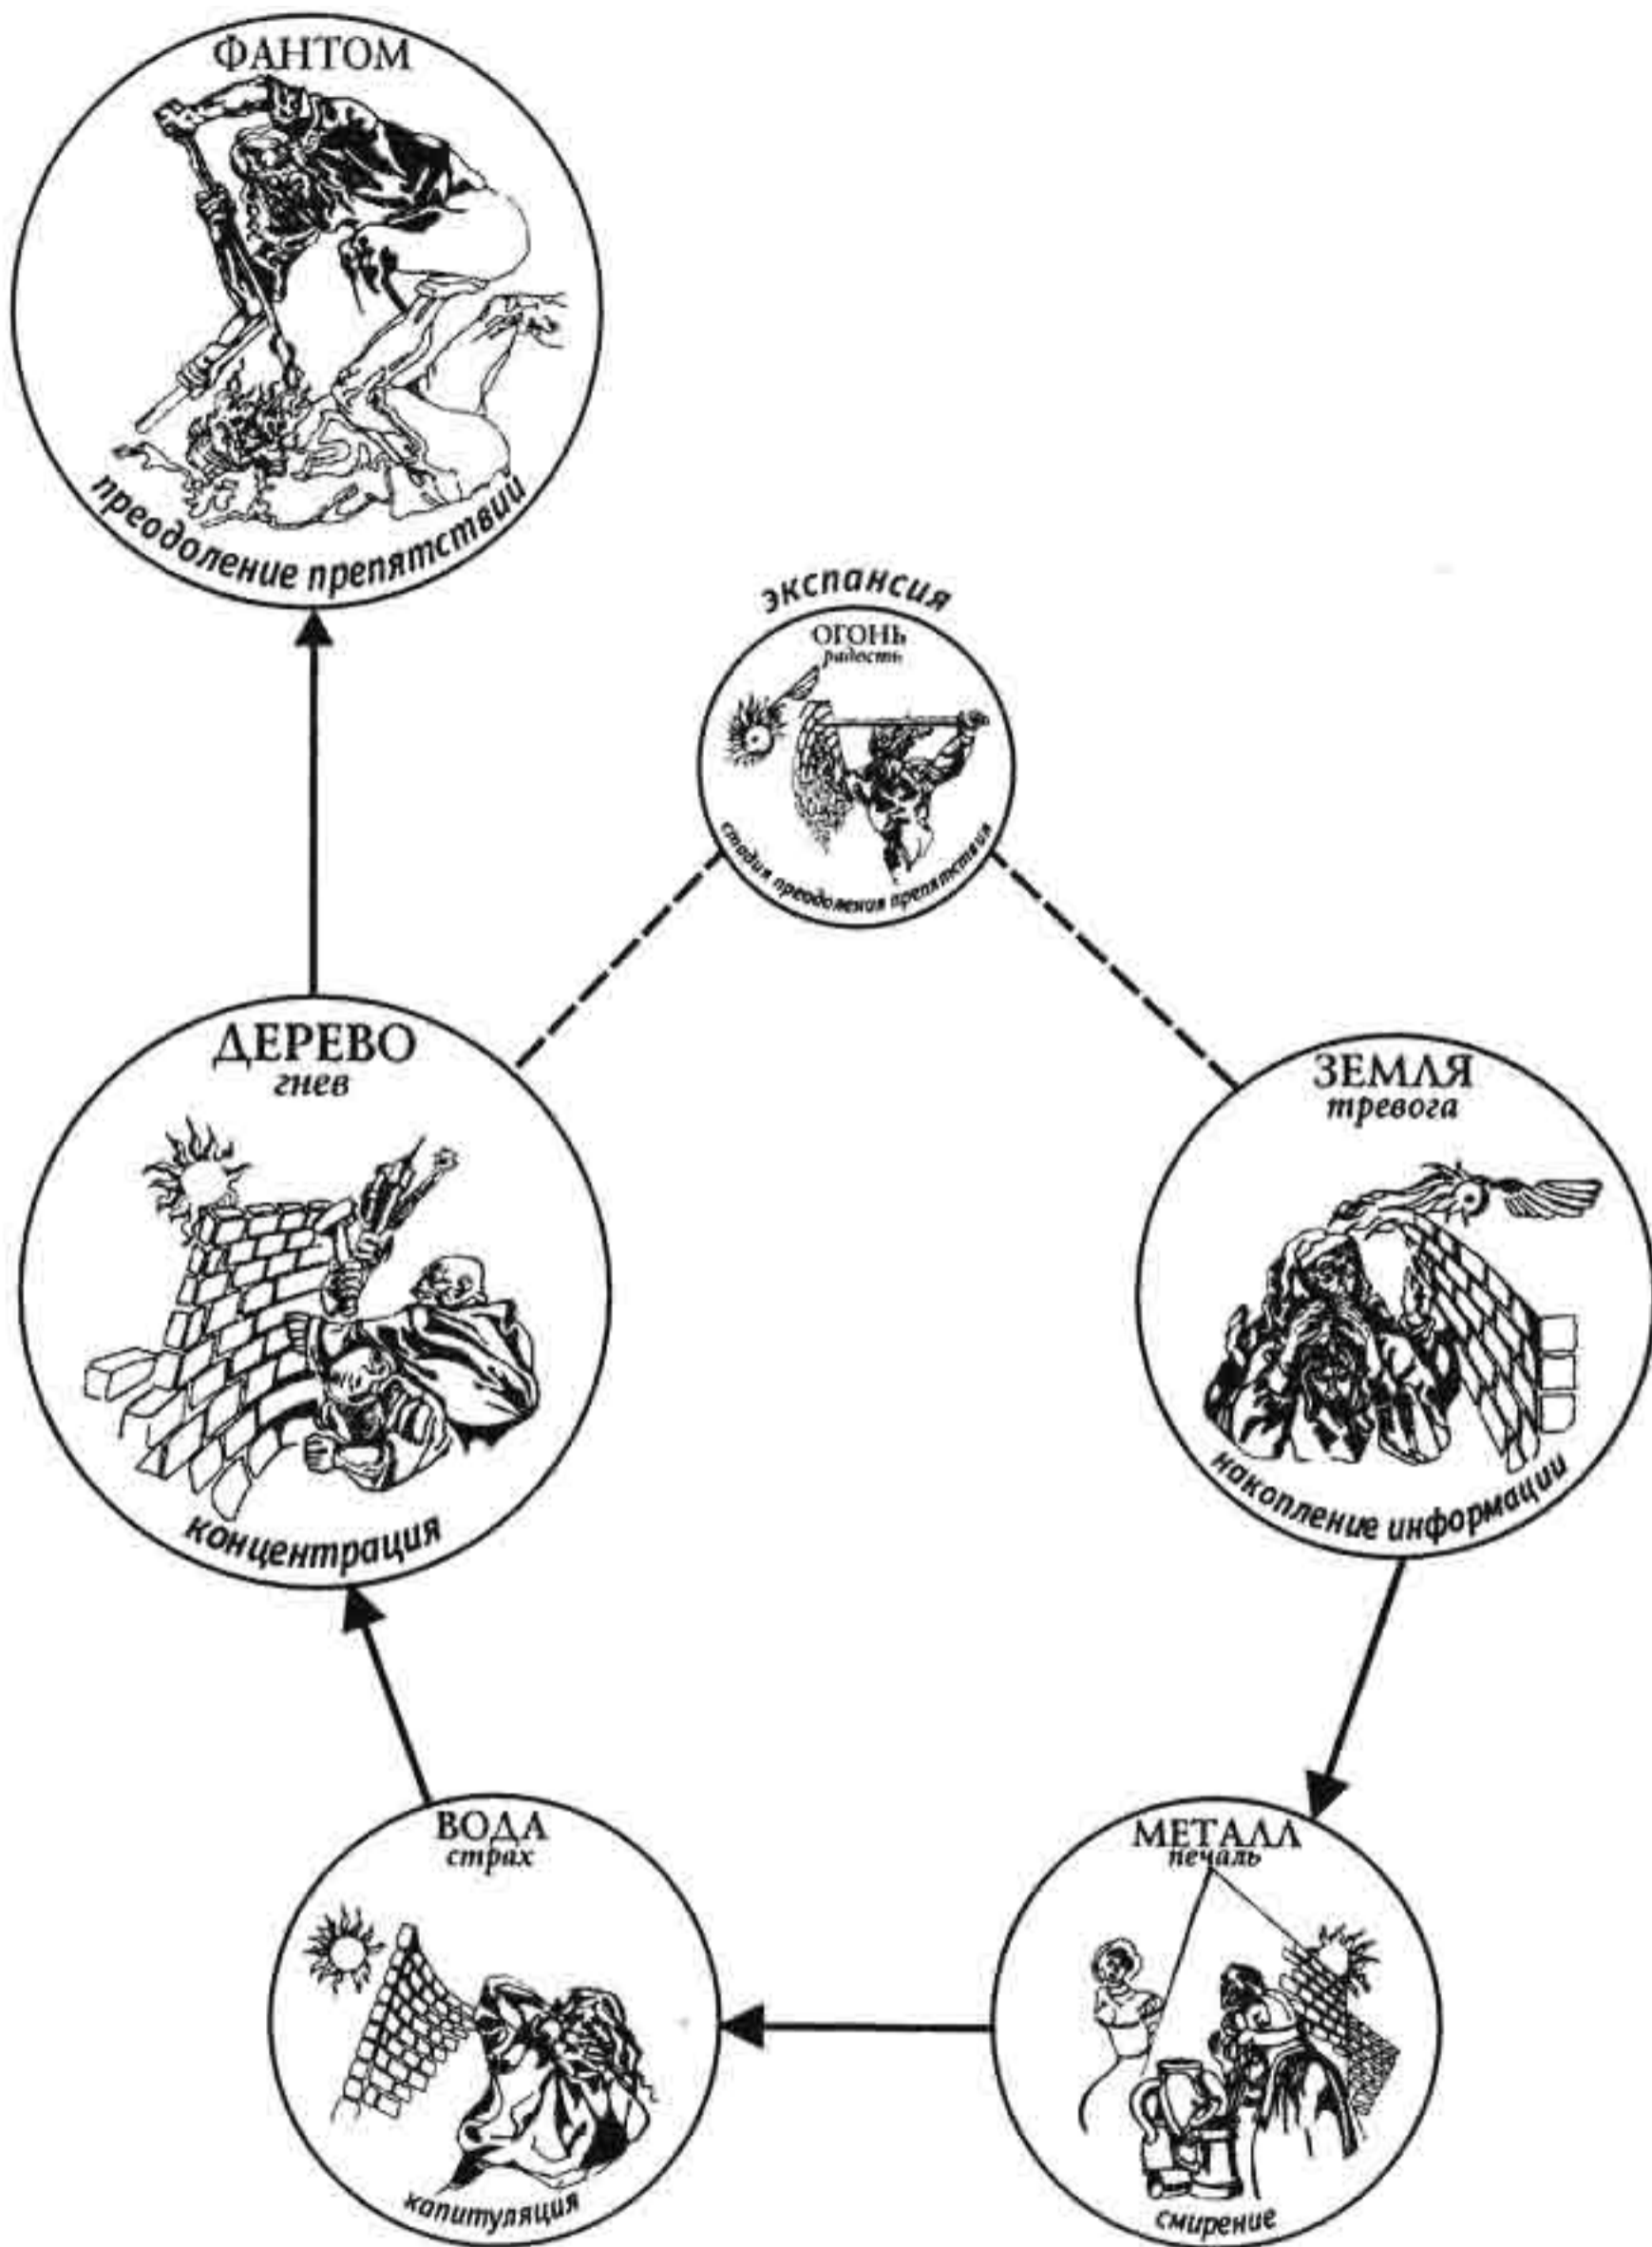 ФАНТОМ
преодоление препятствий
экспансия
ОГОНЬ
радость
стадия преодоления препятствия
ДЕРЕВО
гнев
концентрация
ЗЕМЛЯ
тревога
накопление информации
ВОДА
страх
капитуляция
МЕТАЛЛ
печаль
смирение